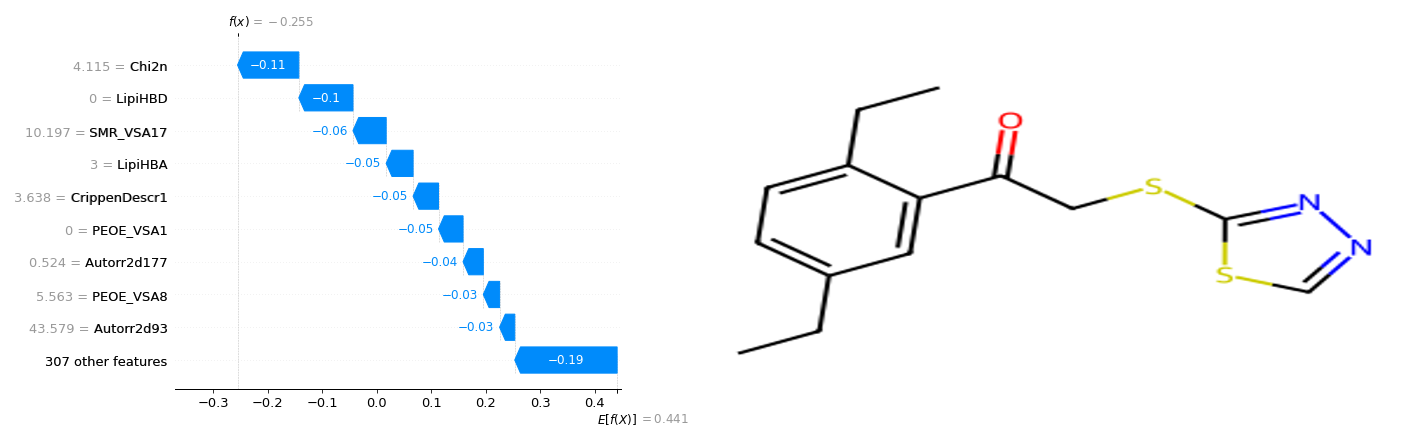 f(x) = −0.255
4.115 = Chi2n
−0.11
0 = LipiHBD
−0.1
10.197 = SMR_VSA17
−0.06
3 = LipiHBA
−0.05
3.638 = CrippenDescr1
−0.05
0 = PEOE_VSA1
−0.05
0.524 = Autorr2d177
−0.04
5.563 = PEOE_VSA8
−0.03
43.579 = Autorr2d93
−0.03
307 other features
−0.19
−0.3 −0.2 −0.1 0.0 0.1 0.2 0.3 0.4
E[f(X)] = 0.441
O
S
N
N
S